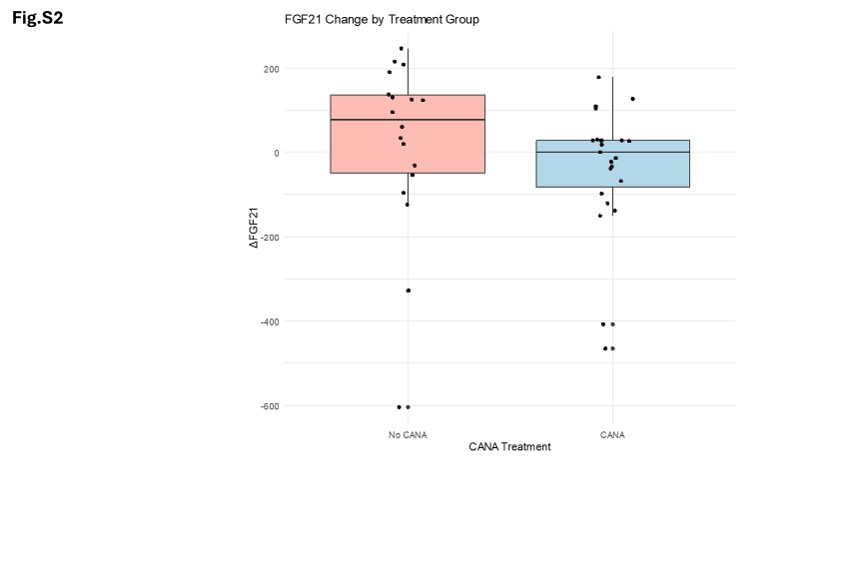 Fig.S2
FGF21 Change by Treatment Group
200
0
-200
-400
-600
ΔFGF21
No CANA
CANA
CANA Treatment